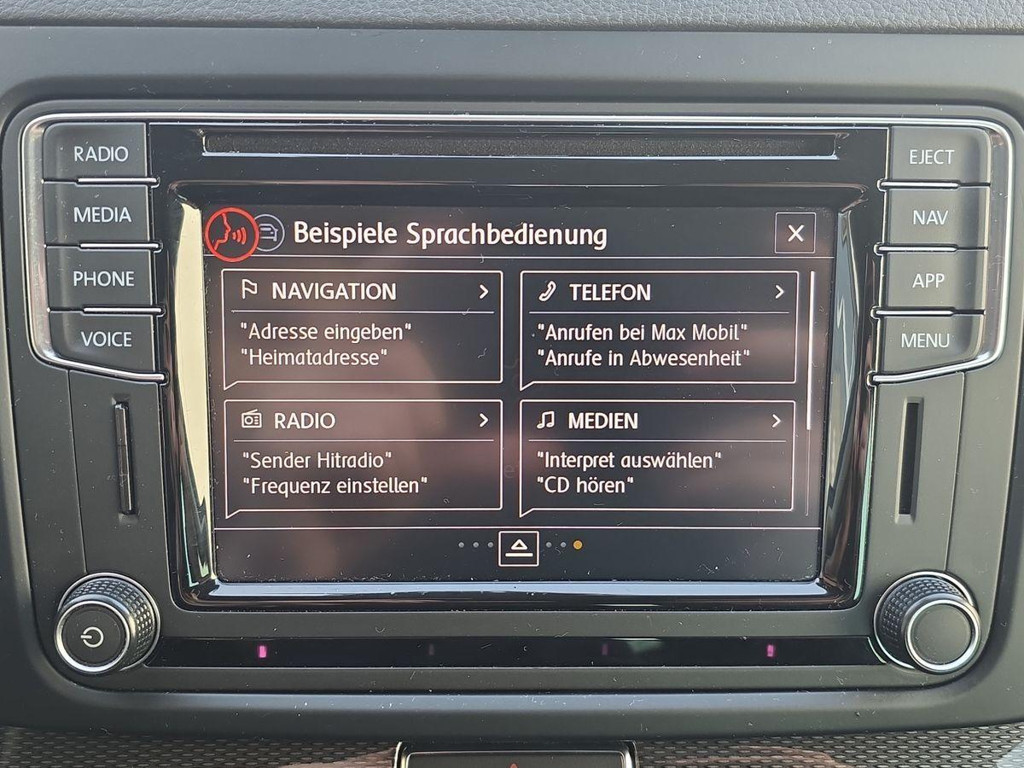 RADIO
MEDIA
PHONE
VOICE
EJECT
NAV
APP
MENU
Beispiele Sprachbedienung
X
NAVIGATION
"Adresse eingeben"
"Heimatadresse"
TELEFON
"Anrufen bei Max Mobil"
"Anrufe in Abwesenheit"
RADIO
"Sender Hitradio"
"Frequenz einstellen"
MEDIEN
"Interpret auswählen"
"CD hören"